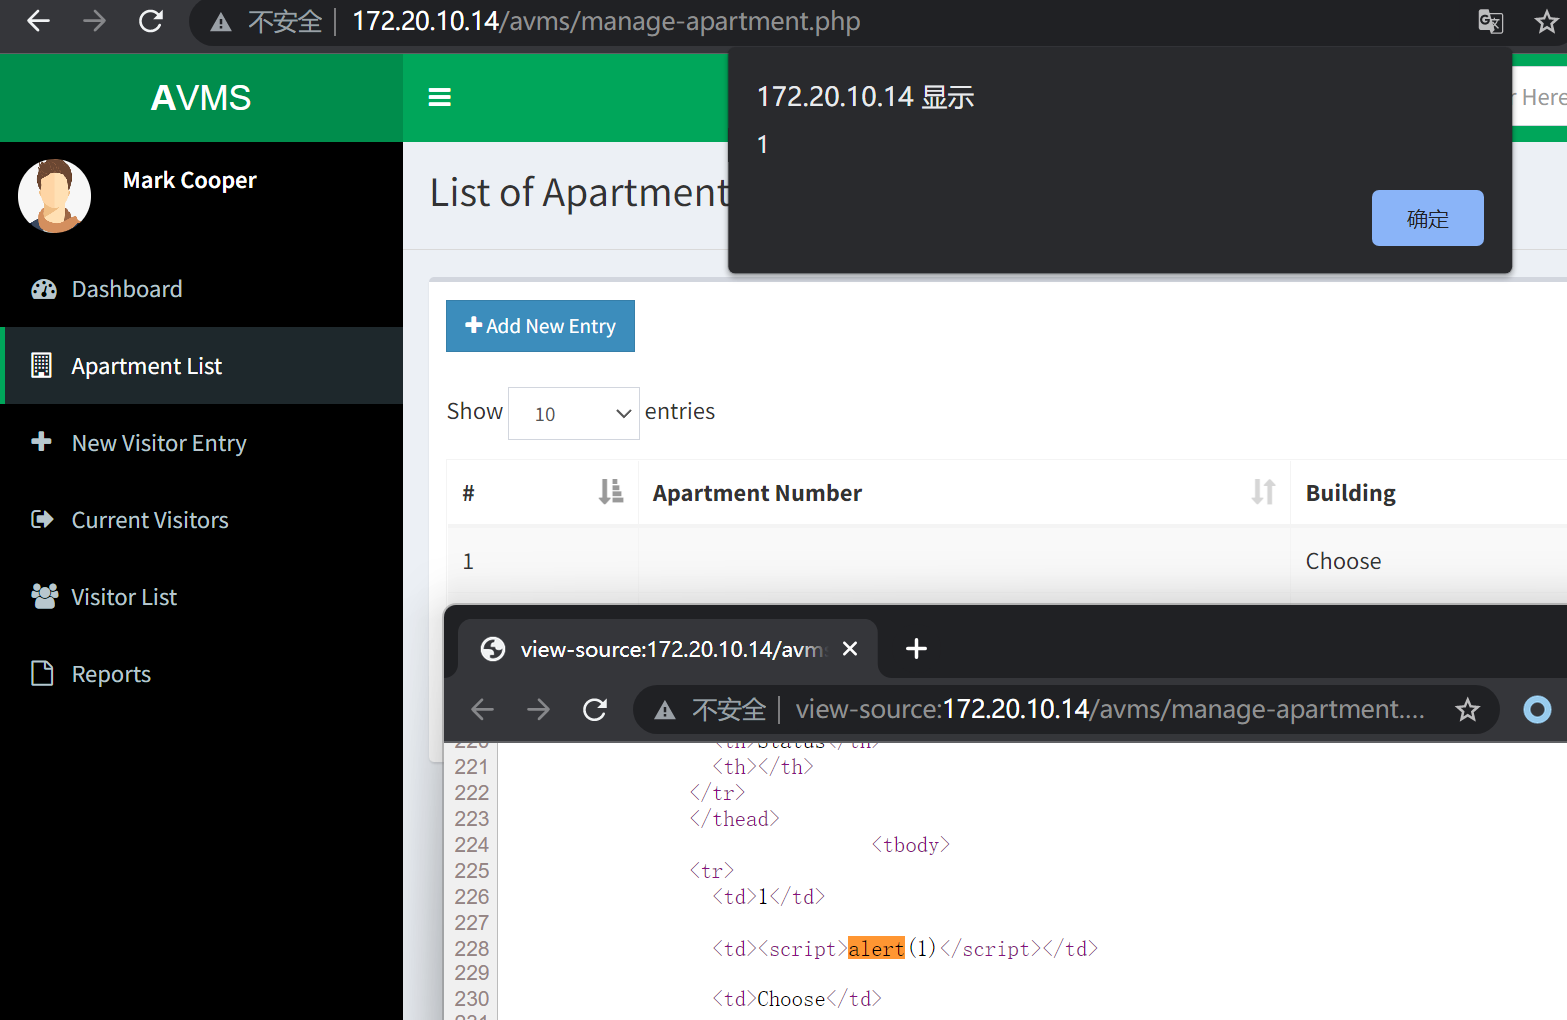 不安全 | 172.20.10.14/avms/manage-apartment.php
AVMS
172.20.10.14 显示
1
确定
Here
Mark Cooper
List of Apartment
Dashboard
Apartment List
New Visitor Entry
Current Visitors
Visitor List
Reports
Add New Entry
Show 10 entries
# Apartment Number Building
1 Choose
view-source:172.20.10.14/avms
不安全 | view-source:172.20.10.14/avms/manage-apartment....
220 <th>Status</th>
221 <th></th>
222 </tr>
223 </thead>
224 <tbody>
225 <tr>
226 <td>1</td>
227
228 <td><script>alert(1)</script></td>
229
230 <td>Choose</td>
231